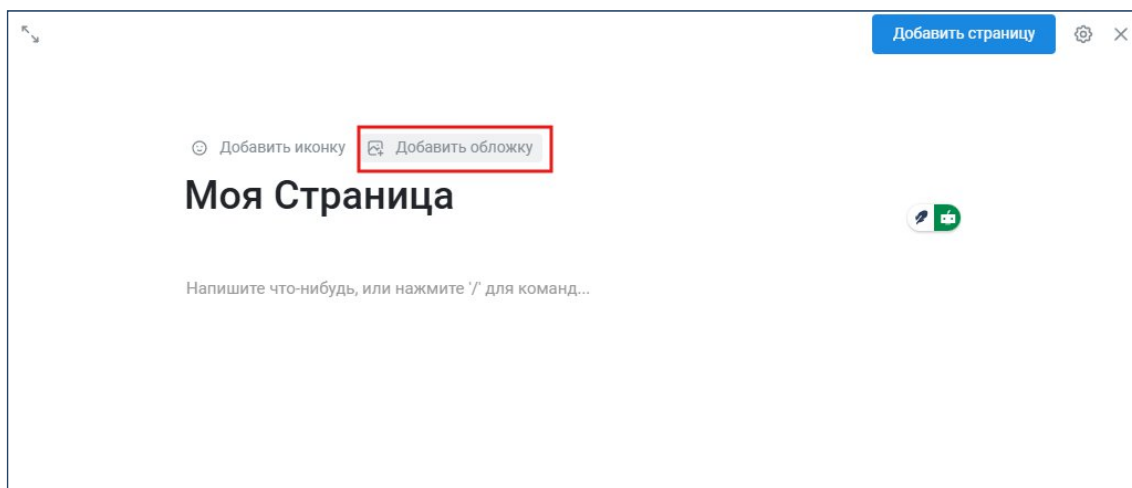 Добавить страницу
Добавить иконку Добавить обложку
Моя Страница
Напишите что-нибудь, или нажмите '/' для команд...